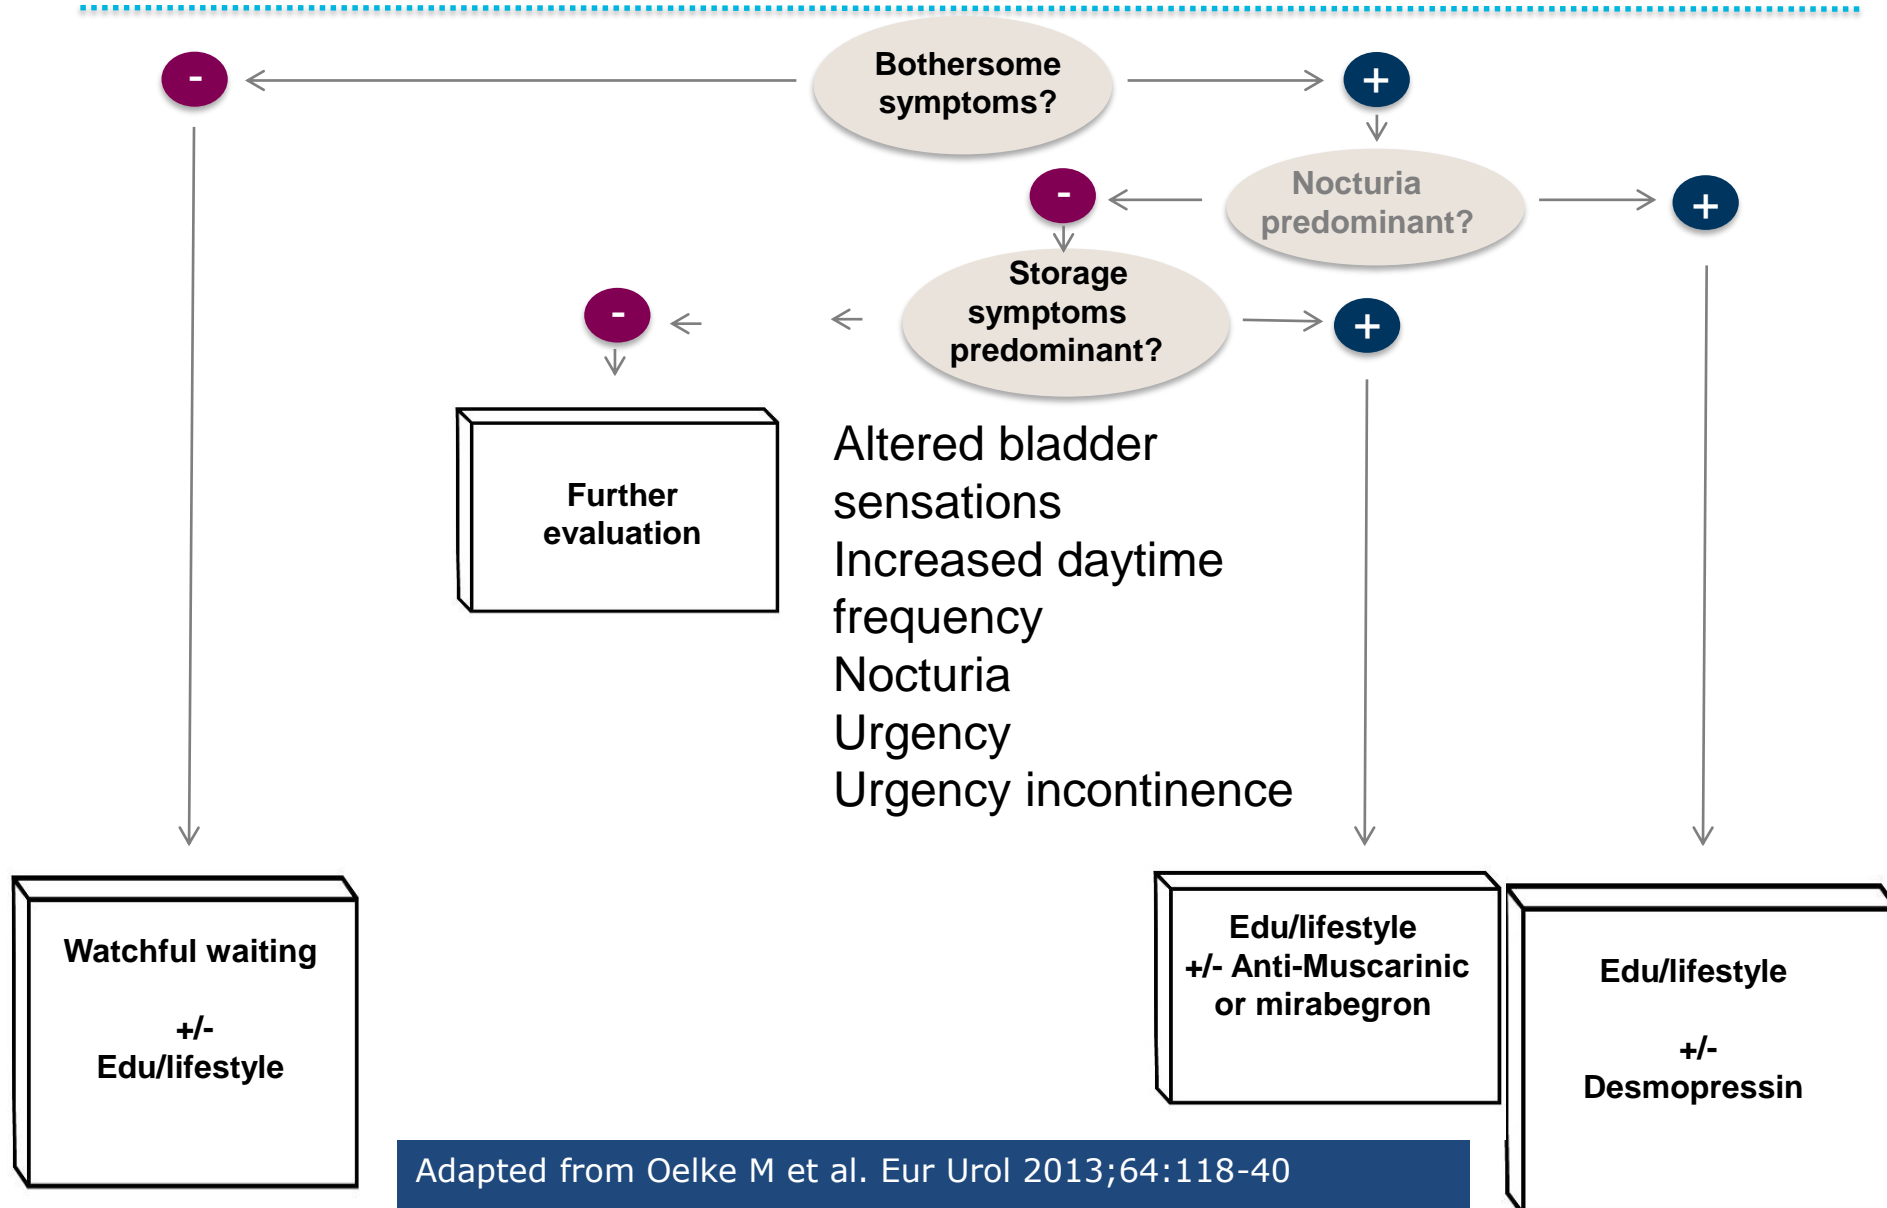 Bothersome
symptoms?
-
+
Nocturia
predominant?
-
+
Storage
symptoms
predominant?
-
+
Further
evaluation
Altered bladder
sensations
Increased daytime
frequency
Nocturia
Urgency
Urgency incontinence
Watchful waiting
+/-
Edu/lifestyle
Edu/lifestyle
+/- Anti-Muscarinic
or mirabegron
Edu/lifestyle
+/-
Desmopressin
Adapted from Oelke M et al. Eur Urol 2013;64:118-40